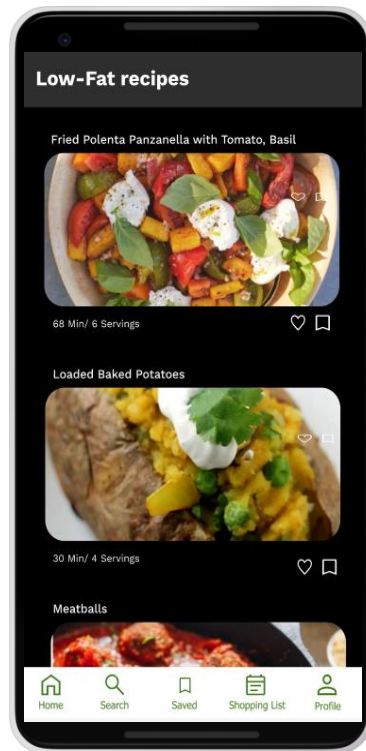 Low-Fat recipes
Fried Polenta Panzanella with Tomato, Basil
68 Min/ 6 Servings
Loaded Baked Potatoes
30 Min/ 4 Servings
Meatballs
Home Search Saved Shopping List Profile